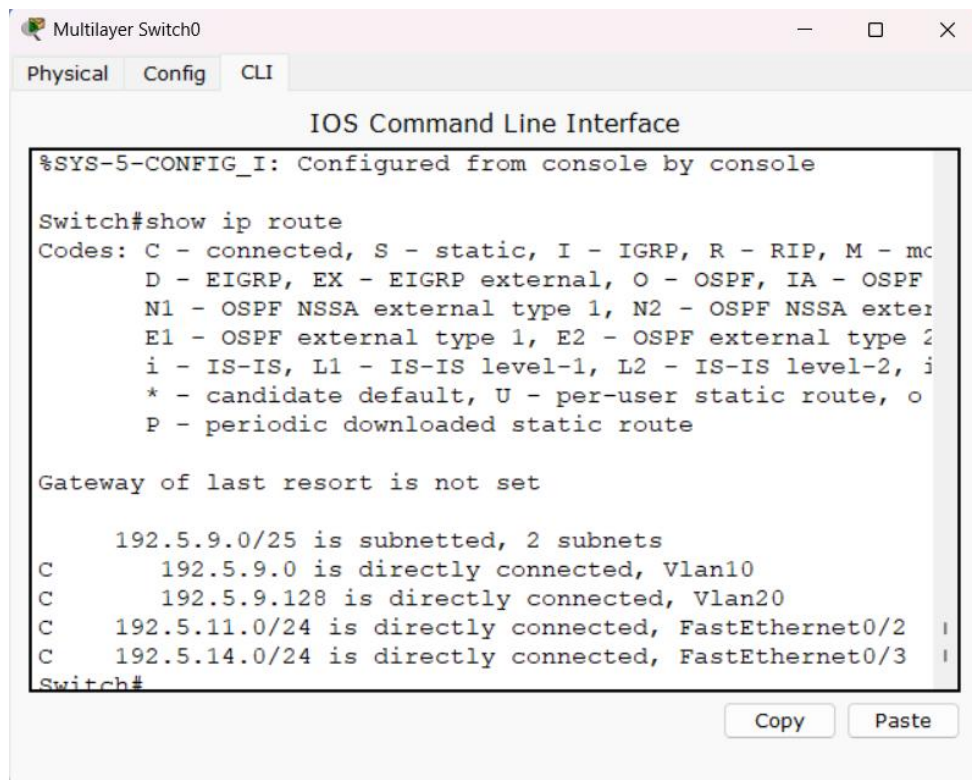 Multilayer Switch0
Physical Config CLI
IOS Command Line Interface
%SYS-5-CONFIG_I: Configured from console by console
Switch#show ip route
Codes: C - connected, S - static, I - IGRP, R - RIP, M - mo
D - EIGRP, EX - EIGRP external, O - OSPF, IA - OSPF
N1 - OSPF NSSA external type 1, N2 - OSPF NSSA exter
E1 - OSPF external type 1, E2 - OSPF external type 2
i - IS-IS, L1 - IS-IS level-1, L2 - IS-IS level-2, i
* - candidate default, U - per-user static route, o
P - periodic downloaded static route
Gateway of last resort is not set
192.5.9.0/25 is subnetted, 2 subnets
C 192.5.9.0 is directly connected, Vlan10
C 192.5.9.128 is directly connected, Vlan20
C 192.5.11.0/24 is directly connected, FastEthernet0/2
C 192.5.14.0/24 is directly connected, FastEthernet0/3
Switch#
Copy Paste